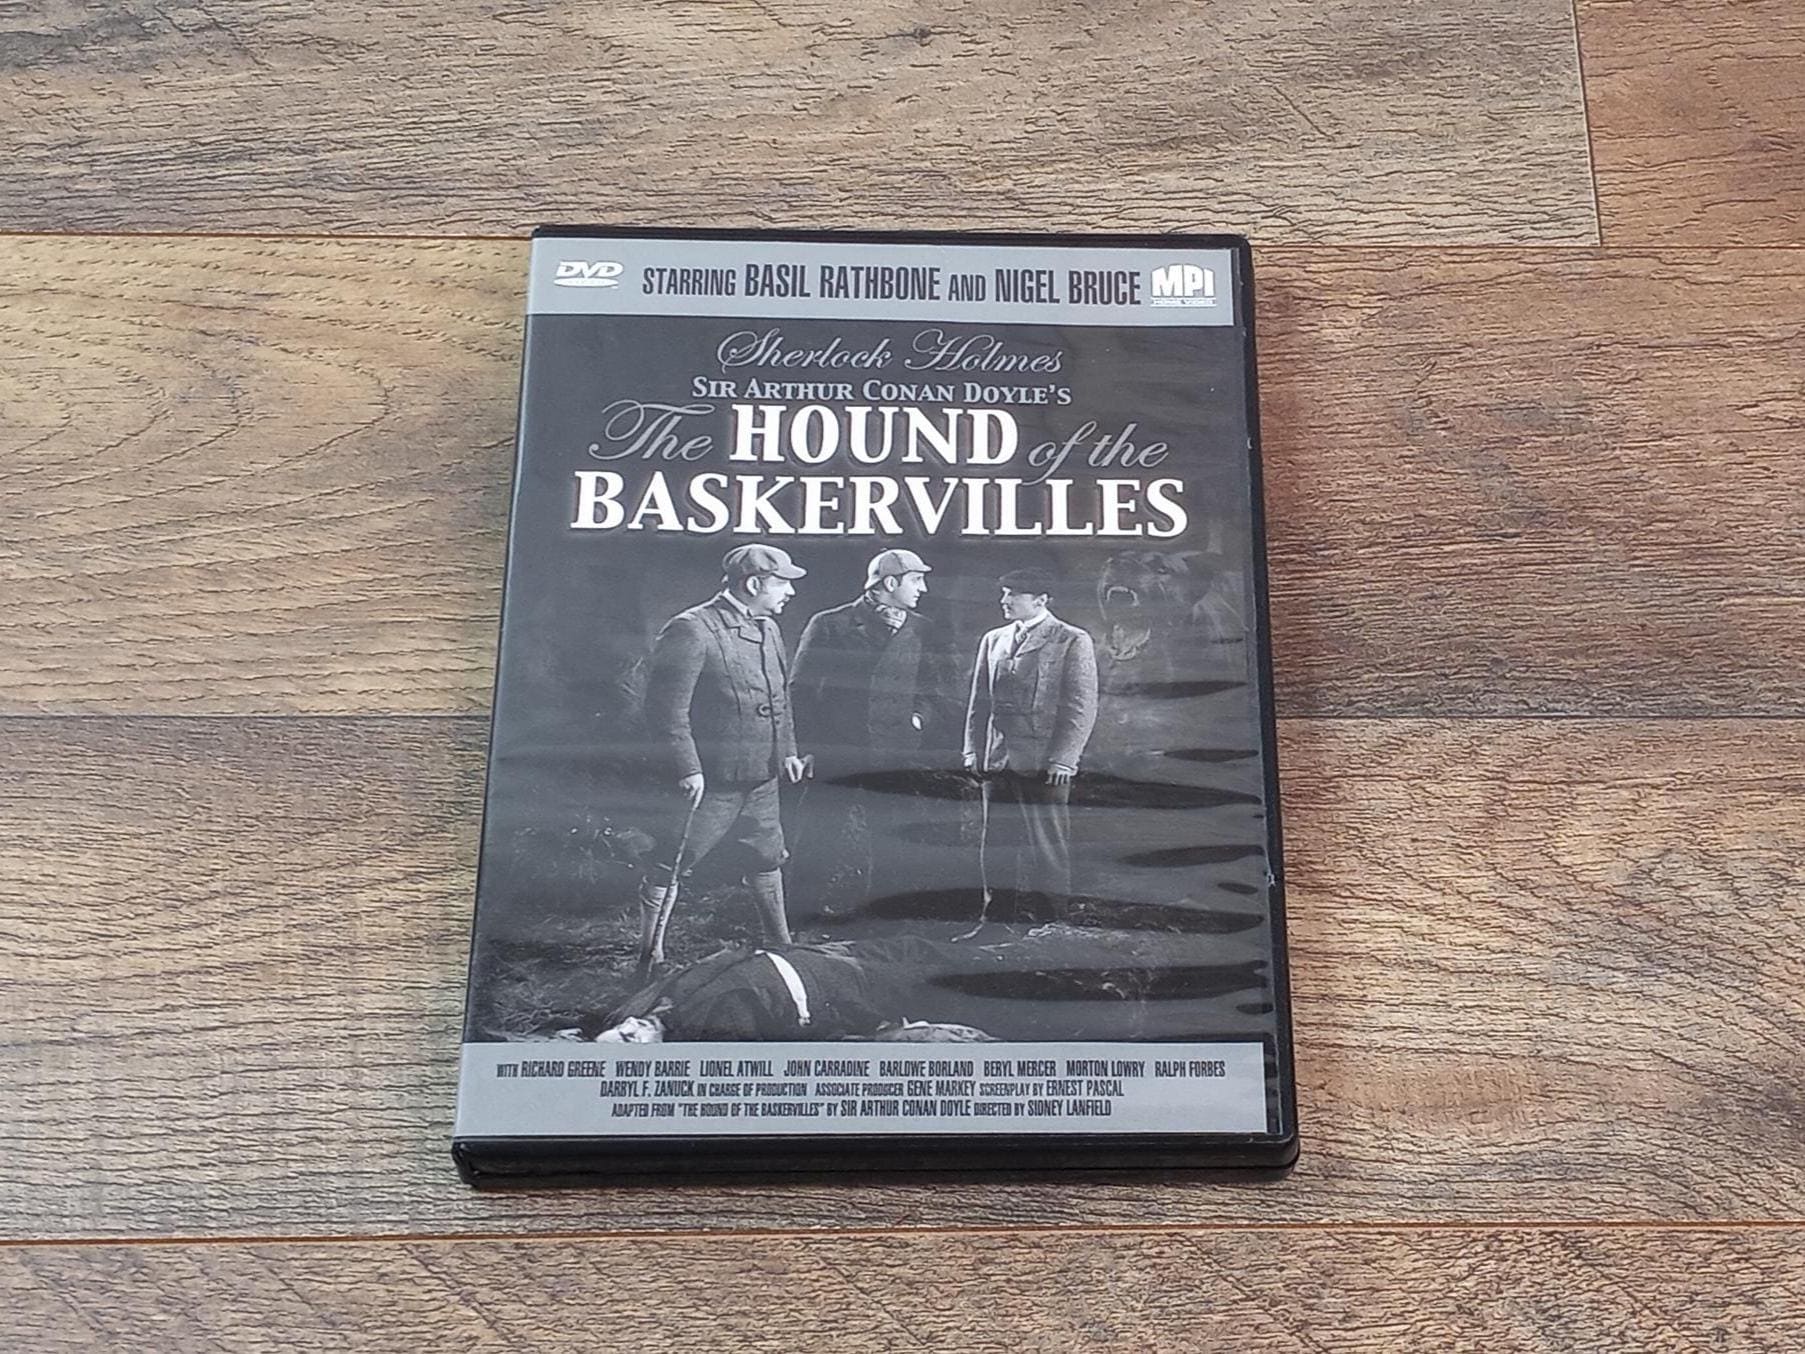 DVD STARRING BASIL RATHBONE AND NIGEL BRUCE MPI
HOME VIDEO
Sherlock Holmes
SIR ARTHUR CONAN DOYLE'S
The HOUND of the
BASKERVILLES
WITH RICHARD GREENE WENDY BARRIE LIONEL ATWILL JOHN CARRADINE BARLOWE BORLAND BERYL MERCER MORTON LOWRY RALPH FORBES
DARRYL F. ZANUCK IN CHARGE OF PRODUCTION ASSOCIATE PRODUCER GENE MARKEY SCREENPLAY BY ERNEST PASCAL
ADAPTED FROM "THE HOUND OF THE BASKERVILLES" BY SIR ARTHUR CONAN DOYLE DIRECTED BY SIDNEY LANFIELD